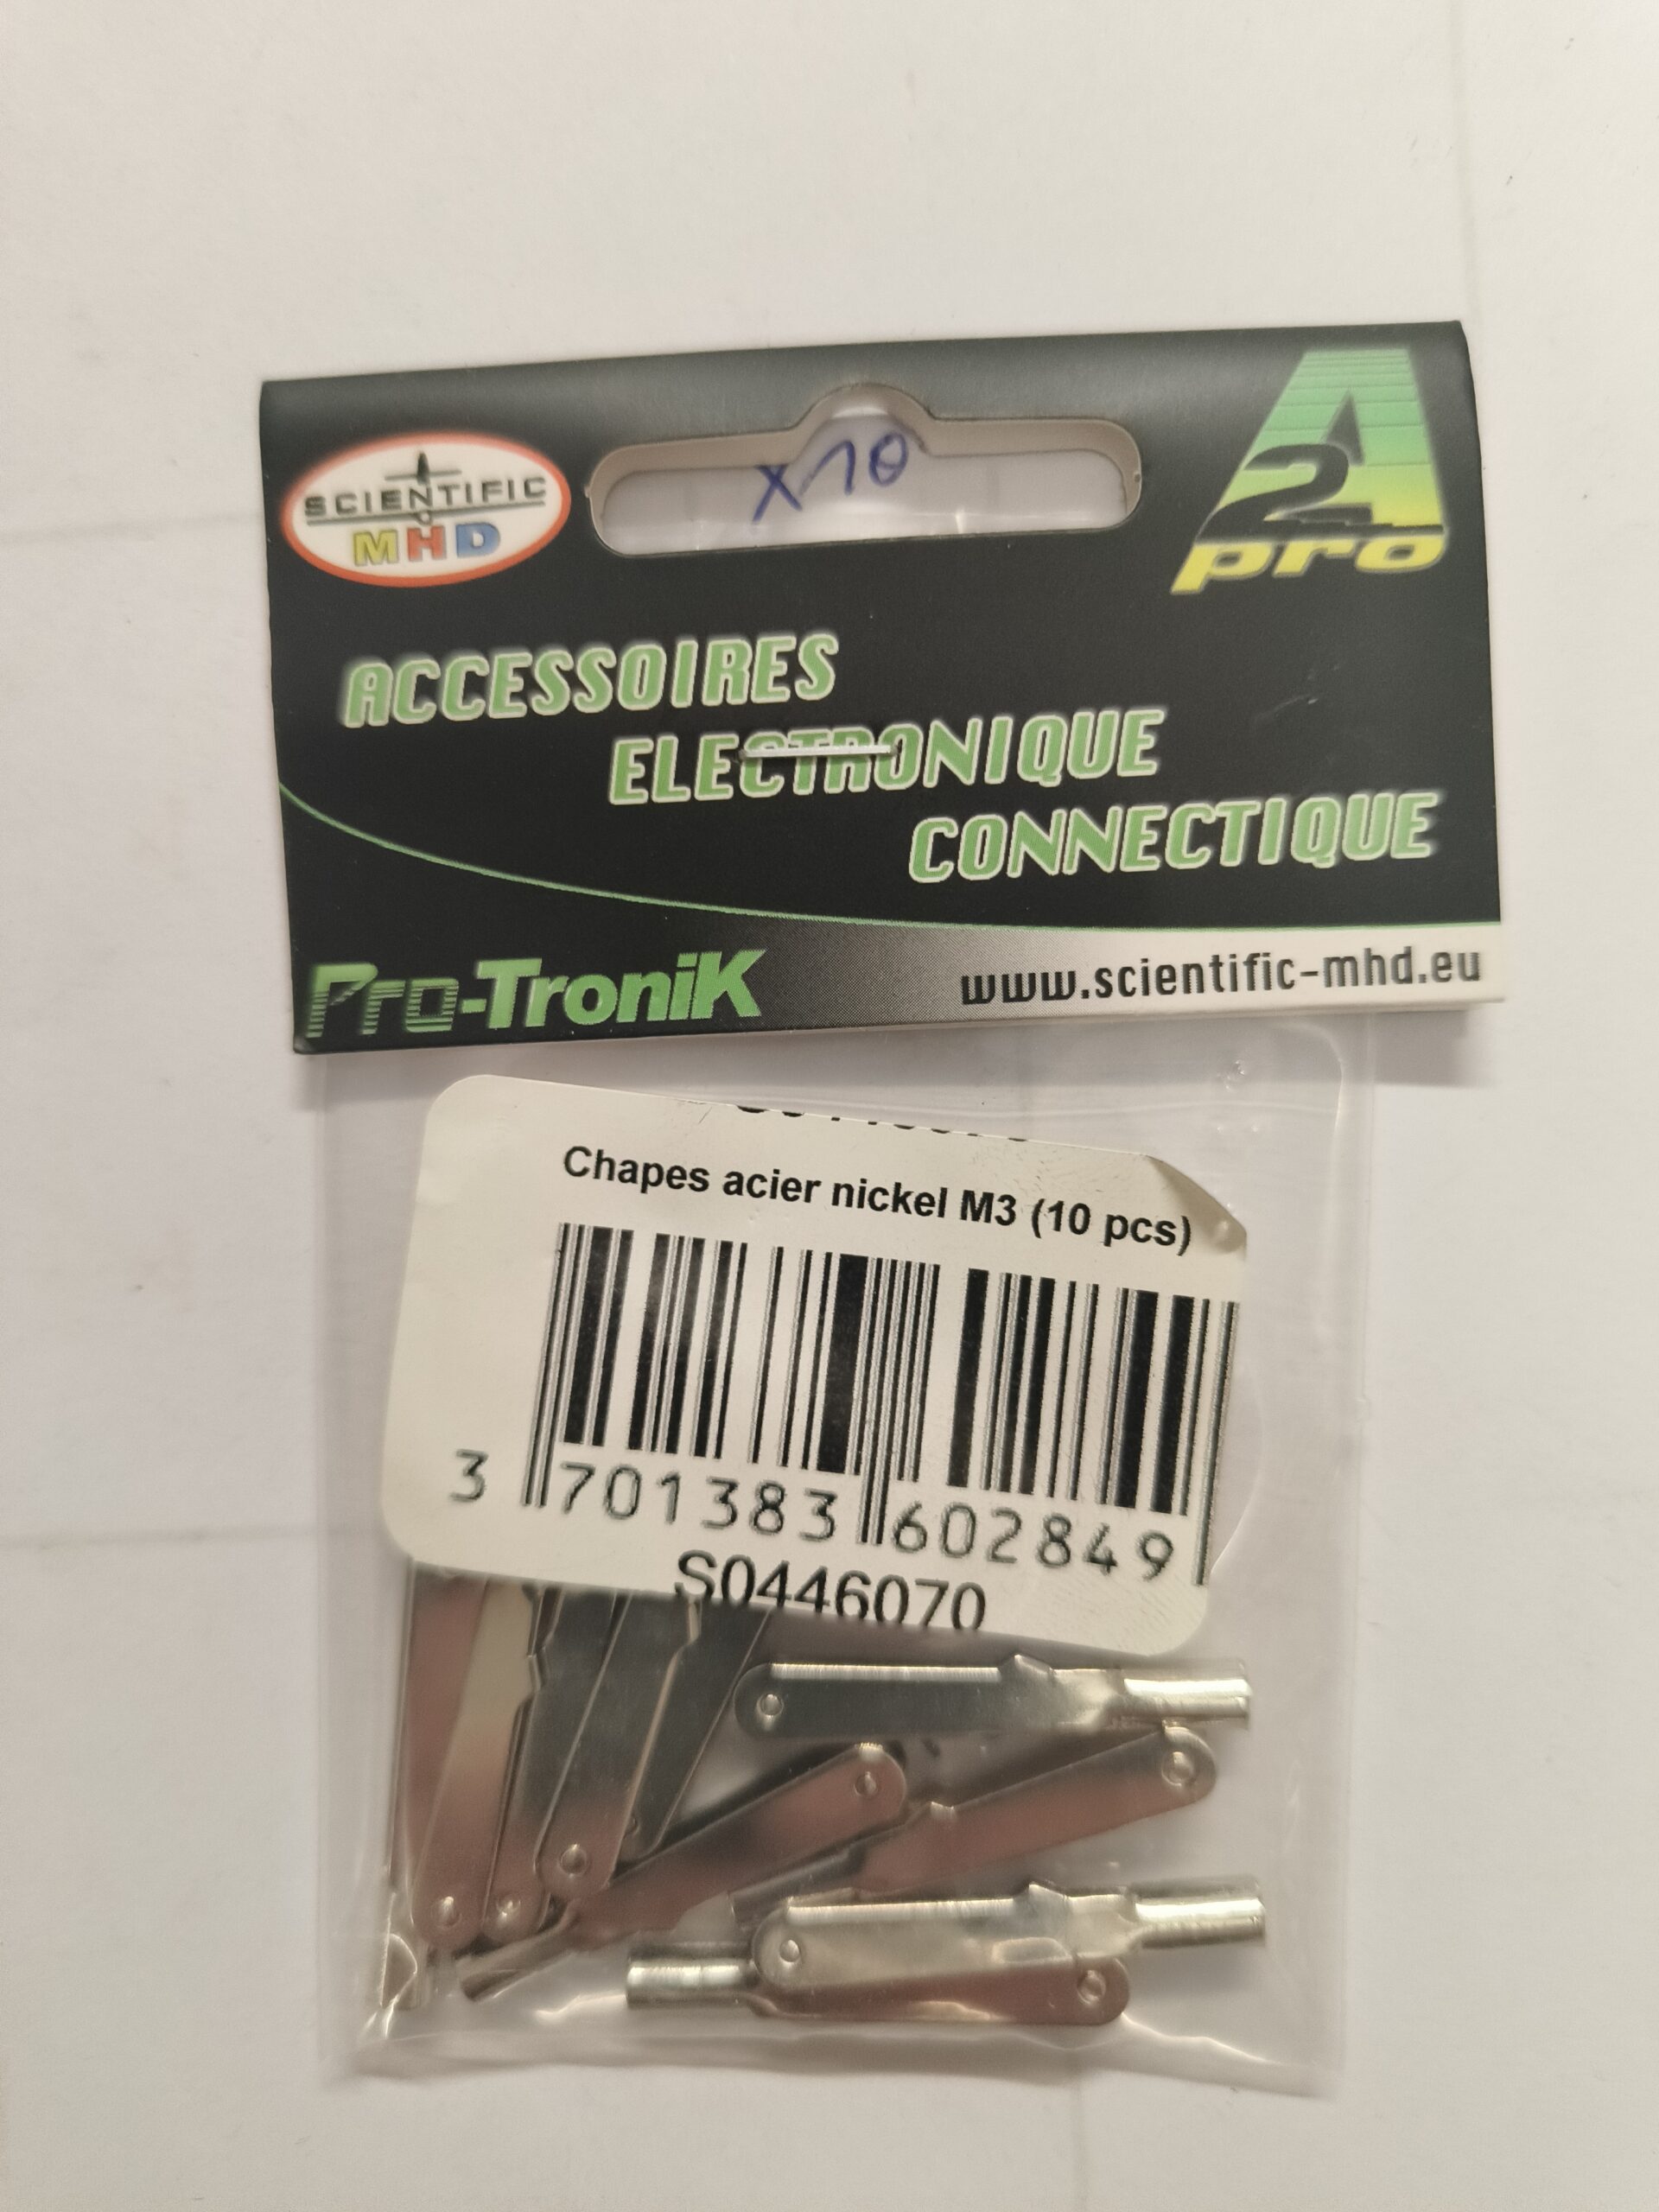 x10
SCIENTIFIC
MHD
A2
pro
ACCESSOIRES
ELECTRONIQUE
CONNECTIQUE
Pro-TroniK
www.scientific-mhd.eu
Chapes acier nickel M3 (10 pcs)
3 701383 602849
S0446070